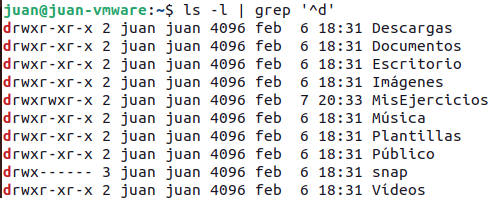 juan@juan-vmware:~$ ls -l | grep '^d'
drwxr-xr-x 2 juan juan 4096 feb  6 18:31 Descargas
drwxr-xr-x 2 juan juan 4096 feb  6 18:31 Documentos
drwxr-xr-x 2 juan juan 4096 feb  6 18:31 Escritorio
drwxr-xr-x 2 juan juan 4096 feb  6 18:31 Imágenes
drwxrwxr-x 2 juan juan 4096 feb  7 20:33 MisEjercicios
drwxr-xr-x 2 juan juan 4096 feb  6 18:31 Música
drwxr-xr-x 2 juan juan 4096 feb  6 18:31 Plantillas
drwxr-xr-x 2 juan juan 4096 feb  6 18:31 Público
drwx------ 3 juan juan 4096 feb  6 18:31 snap
drwxr-xr-x 2 juan juan 4096 feb  6 18:31 Vídeos